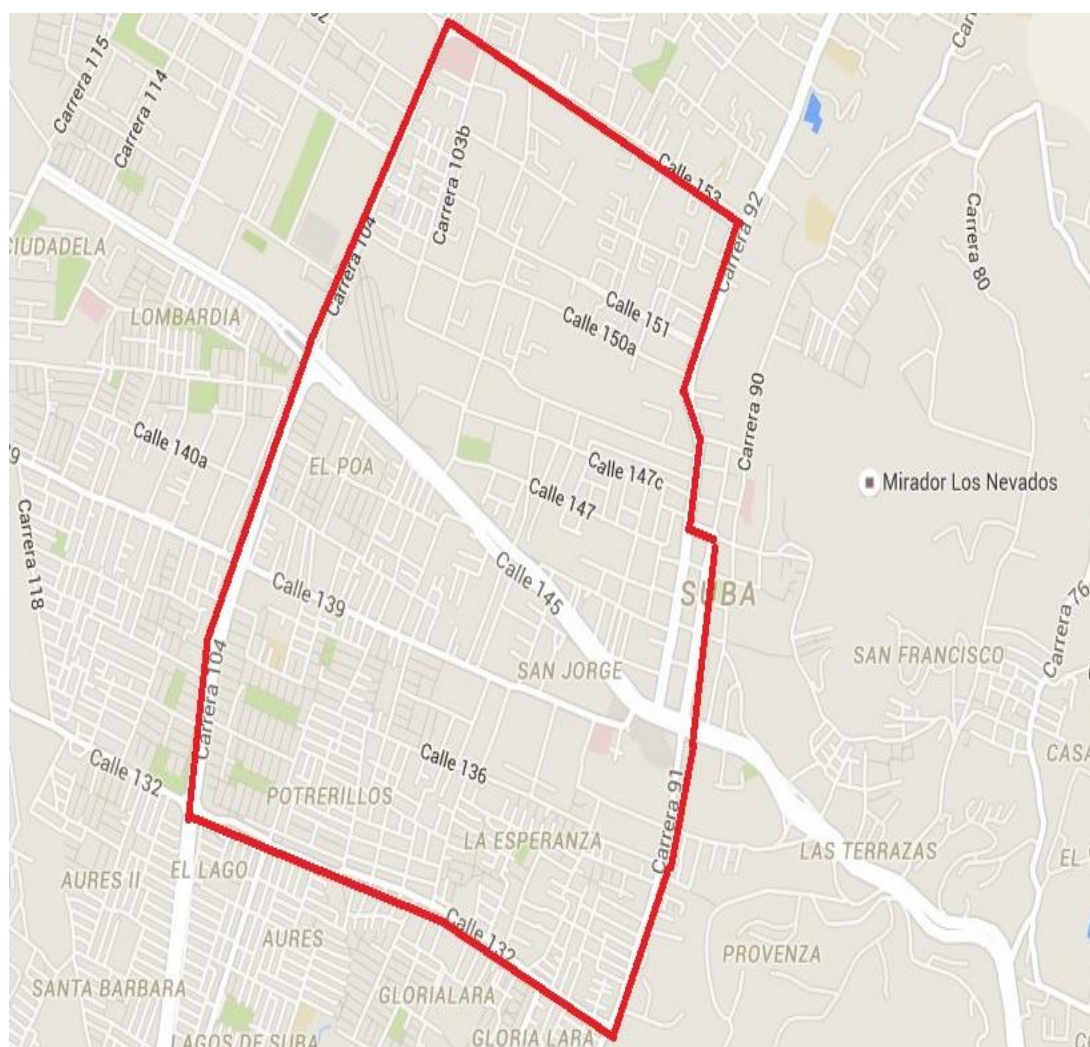 Carrera 115
Carrera 114
Carrera 103b
Carrera 104
Calle 153
Carrera 92
Carrera 80
CIUDADELA
LOMBARDIA
Calle 151
Calle 150a
Carrera 90
Calle 140a
EL POA
Calle 147c
Calle 147
Mirador Los Nevados
Carrera 118
Calle 139
Calle 145
SUBA
Carrera 76
SAN JORGE
SAN FRANCISCO
Carrera 104
Calle 132
Calle 136
POTRERILLOS
LA ESPERANZA
Carrera 91
LAS TERRAZAS
AURES II
EL LAGO
AURES
Calle 132
PROVENZA
SANTA BARBARA
GLORIALARA
LAGOS DE SUBA
GLORIA LARA